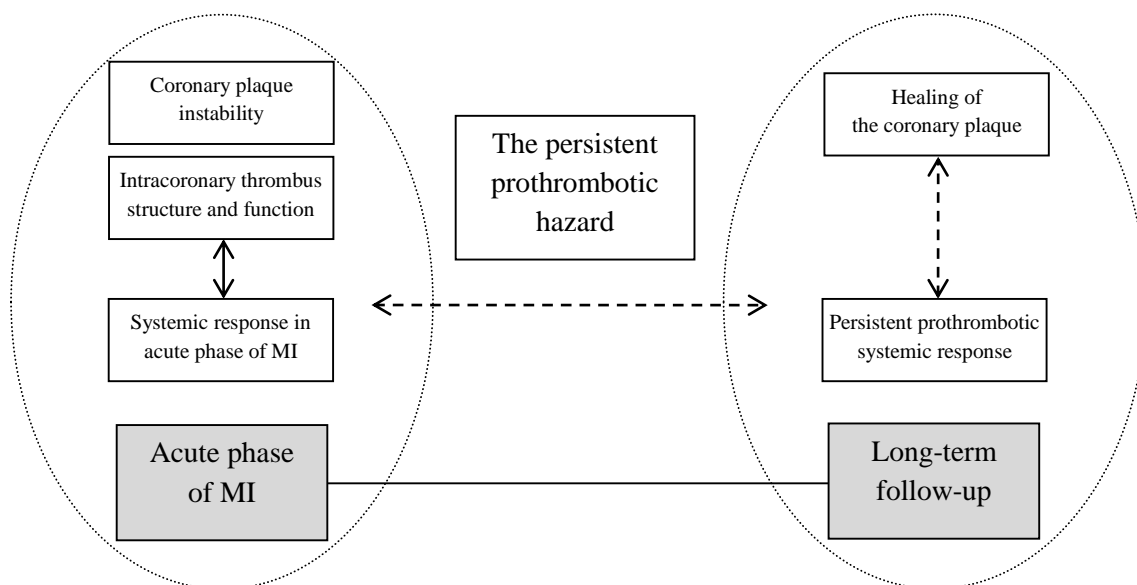 Coronary plaque
instability
Intracoronary thrombus
structure and function
Systemic response in
acute phase of MI
Acute phase
of MI
The persistent
prothrombotic
hazard
Healing of
the coronary plaque
Persistent prothrombotic
systemic response
Long-term
follow-up